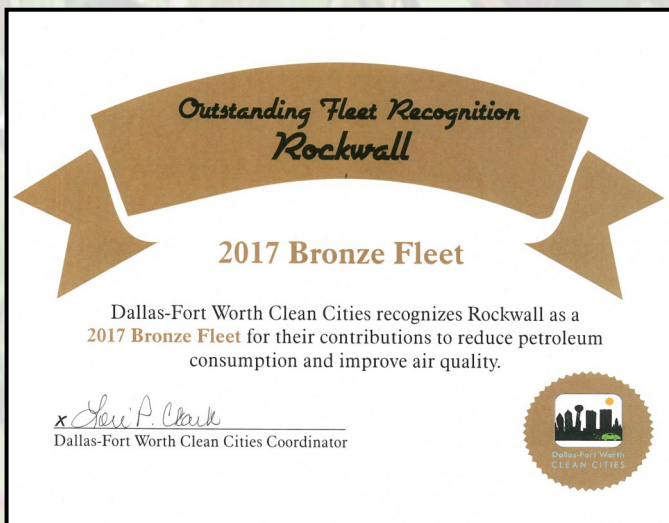 Outstanding Fleet Recognition
Rockwall
2017 Bronze Fleet
Dallas-Fort Worth Clean Cities recognizes Rockwall as a
2017 Bronze Fleet for their contributions to reduce petroleum
consumption and improve air quality.
x Lori P. Clark
Dallas-Fort Worth Clean Cities Coordinator
Dallas-Fort Worth
CLEAN CITIES